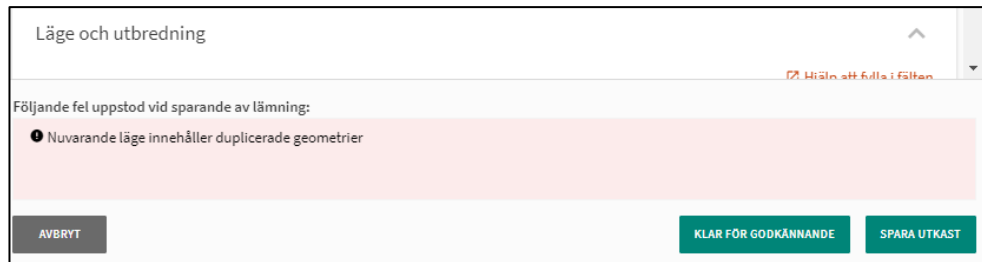 Läge och utbredning
Hjälp att fylla i fälten
Följande fel uppstod vid sparande av lämning:
Nuvarande läge innehåller duplicerade geometrier
AVBRYT
KLAR FÖR GODKÄNNANDE
SPARA UTKAST